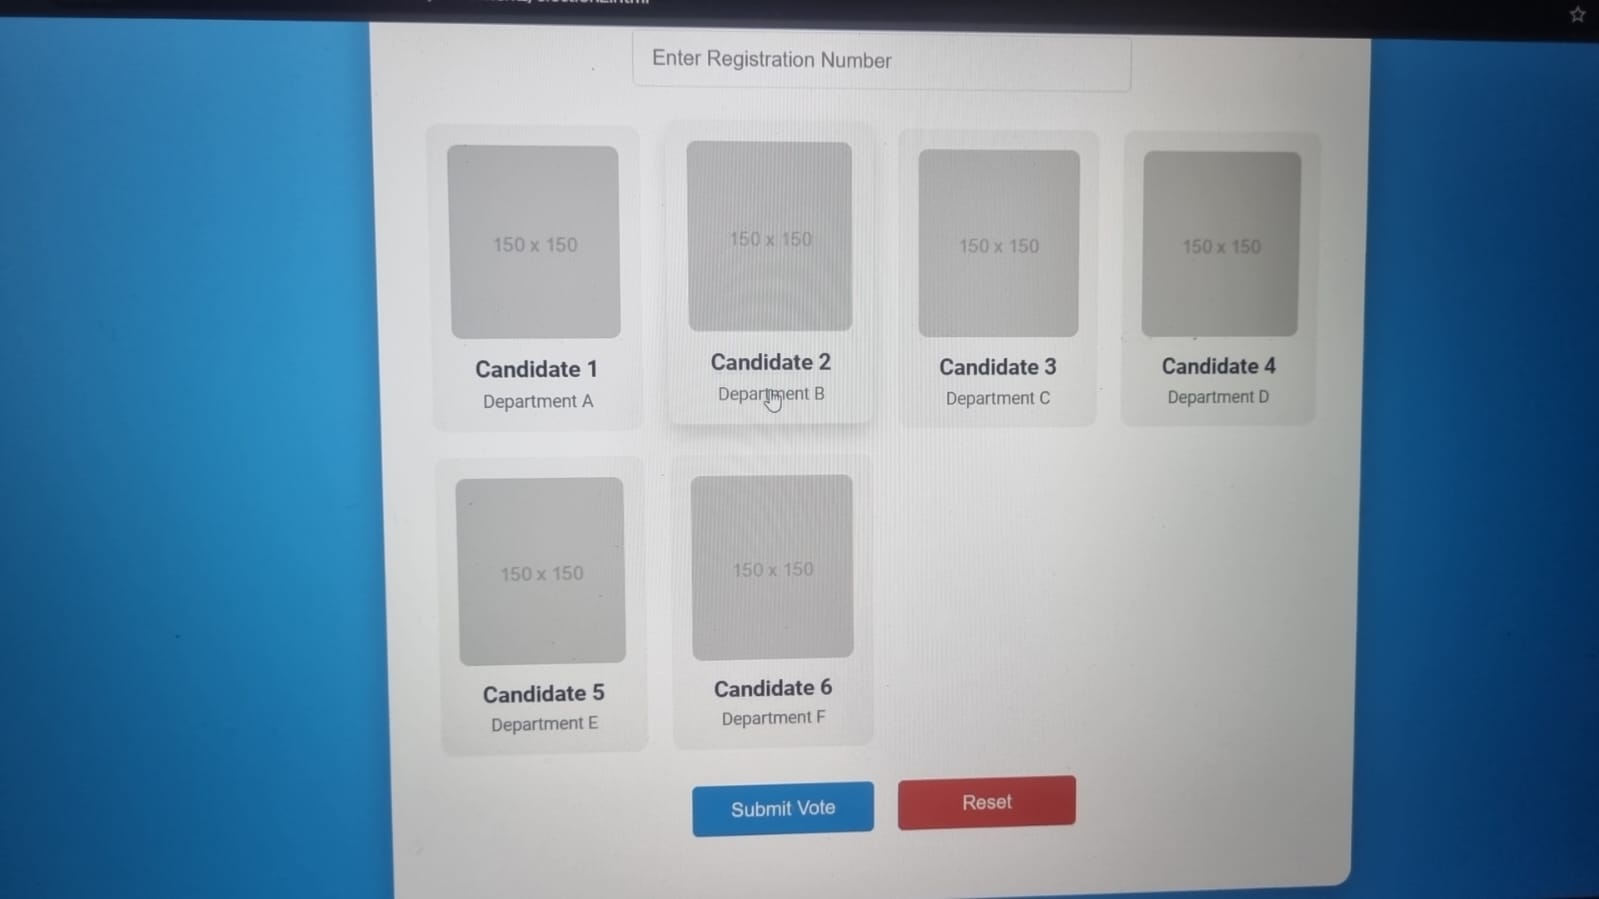 Enter Registration Number
150 x 150
150 x 150
150 x 150
150 x 150
Candidate 1
Candidate 2
Candidate 3
Candidate 4
Department A
Department B
Department C
Department D
150 x 150
150 x 150
Candidate 5
Candidate 6
Department E
Department F
Submit Vote
Reset